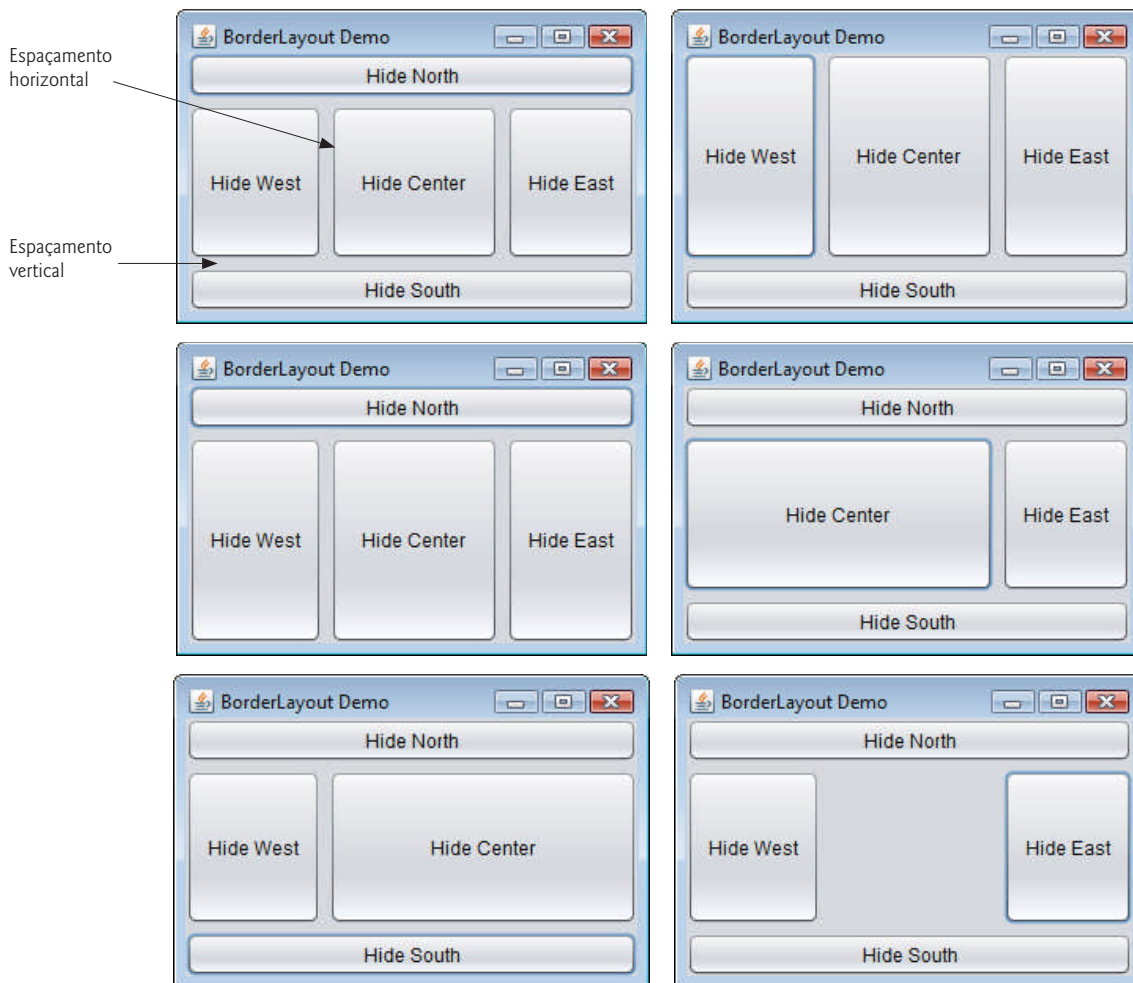 BorderLayout Demo
Hide North
Espaçamento
horizontal
Hide West
Hide Center
Hide East
Espaçamento
vertical
Hide South
BorderLayout Demo
Hide West
Hide Center
Hide East
Hide South
BorderLayout Demo
Hide North
Hide West
Hide Center
Hide East
BorderLayout Demo
Hide North
Hide Center
Hide East
Hide South
BorderLayout Demo
Hide North
Hide West
Hide Center
Hide South
BorderLayout Demo
Hide North
Hide West
Hide East
Hide South